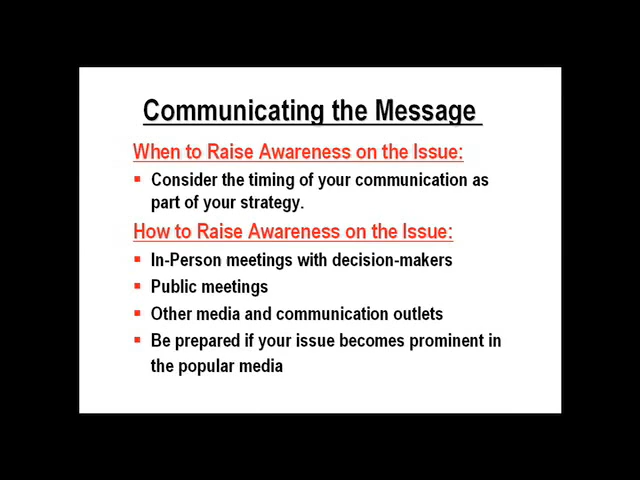 Communicating the Message
When to Raise Awareness on the Issue:
▪ Consider the timing of your communication as
part of your strategy.
How to Raise Awareness on the Issue:
▪ In-Person meetings with decision-makers
▪ Public meetings
▪ Other media and communication outlets
▪ Be prepared if your issue becomes prominent in
the popular media